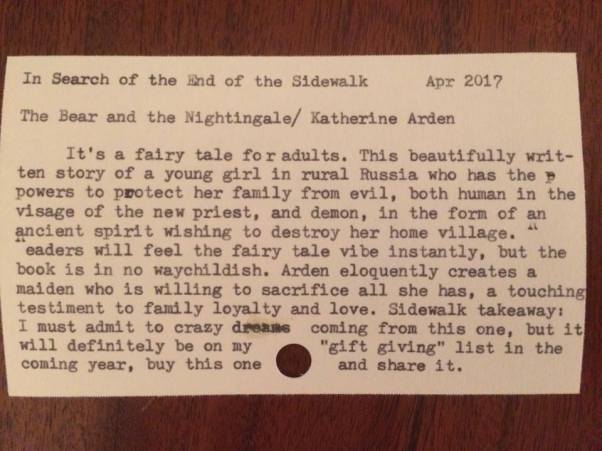 In Search of the End of the Sidewalk Apr 2017
The Bear and the Nightingale/ Katherine Arden
It's a fairy tale for adults. This beautifully writ-
ten story of a young girl in rural Russia who has the p
powers to protect her family from evil, both human in the
visage of the new priest, and demon, in the form of an
ancient spirit wishing to destroy her home village. "
"eaders will feel the fairy tale vibe instantly, but the
book is in no waychildish. Arden eloquently creates a
maiden who is willing to sacrifice all she has, a touching
testiment to family loyalty and love. Sidewalk takeaway:
I must admit to crazy dreams coming from this one, but it
will definitely be on my "gift giving" list in the
coming year, buy this one and share it.